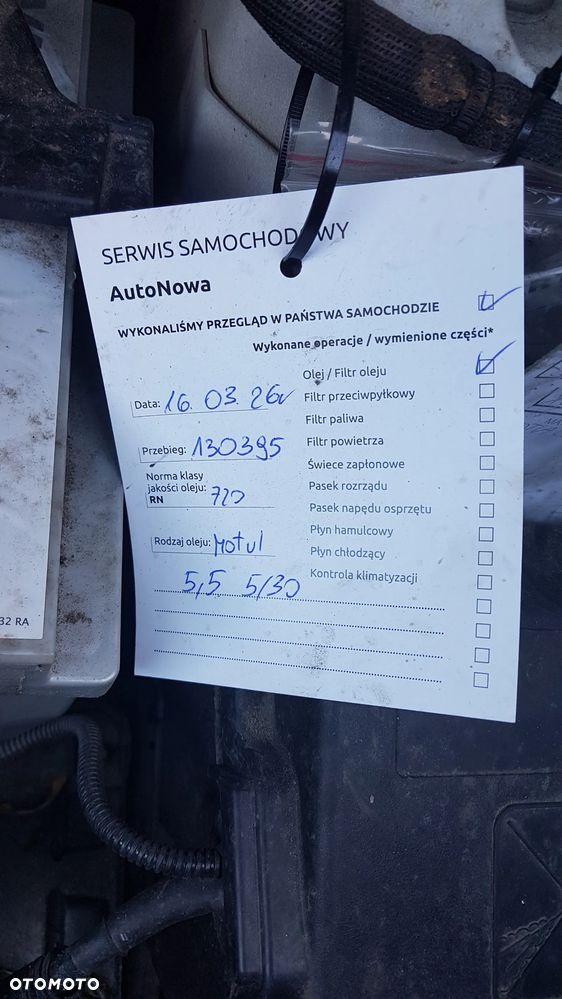 SERWIS SAMOCHODOWY
AutoNowa
WYKONALIŚMY PRZEGLĄD W PAŃSTWA SAMOCHODZIE
Wykonane operacje / wymienione części*
Data: 16. 03. 26r
Przebieg: 130395
Norma klasy
jakości oleju: 720
RN
Rodzaj oleju: Motul
5,5 5/30
Olej / Filtr oleju
Filtr przeciwpyłkowy
Filtr paliwa
Filtr powietrza
Świece zapłonowe
Pasek rozrządu
Pasek napędu osprzętu
Płyn hamulcowy
Płyn chłodzący
Kontrola klimatyzacji
32 RA
OTOMOTO